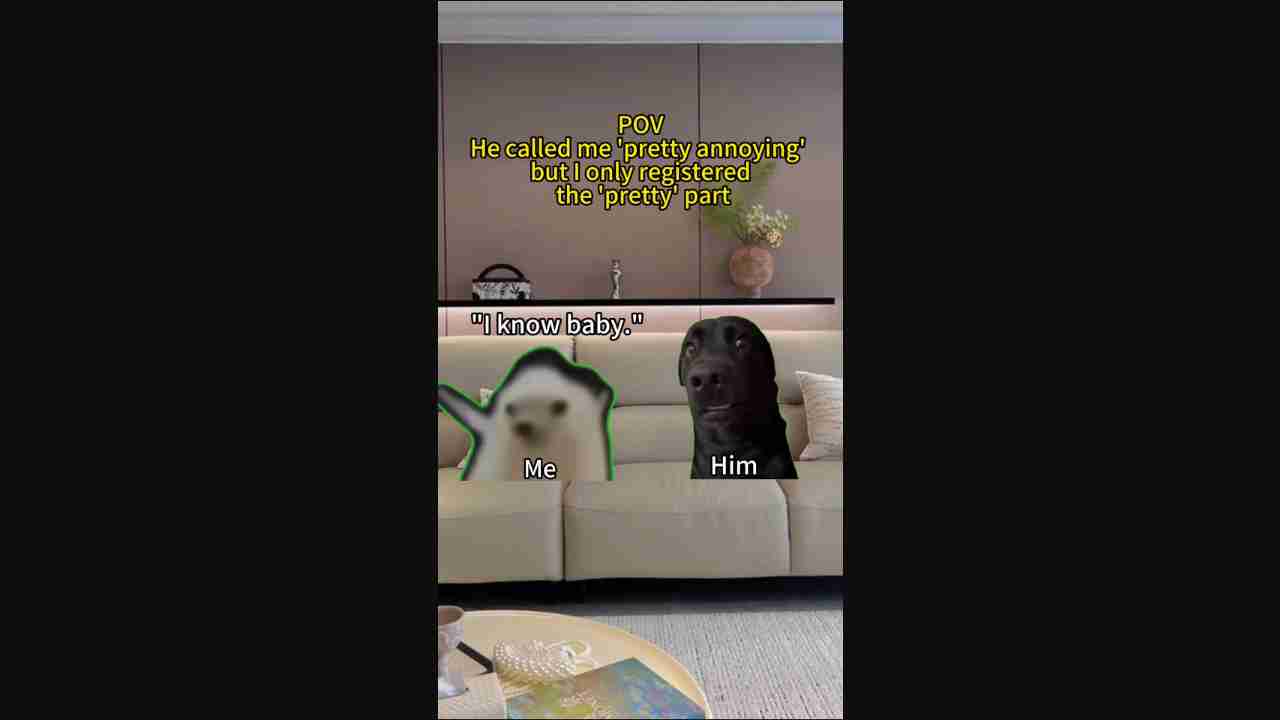 POV
He called me 'pretty annoying'
but I only registered
the 'pretty' part
"I know baby."
Me
Him